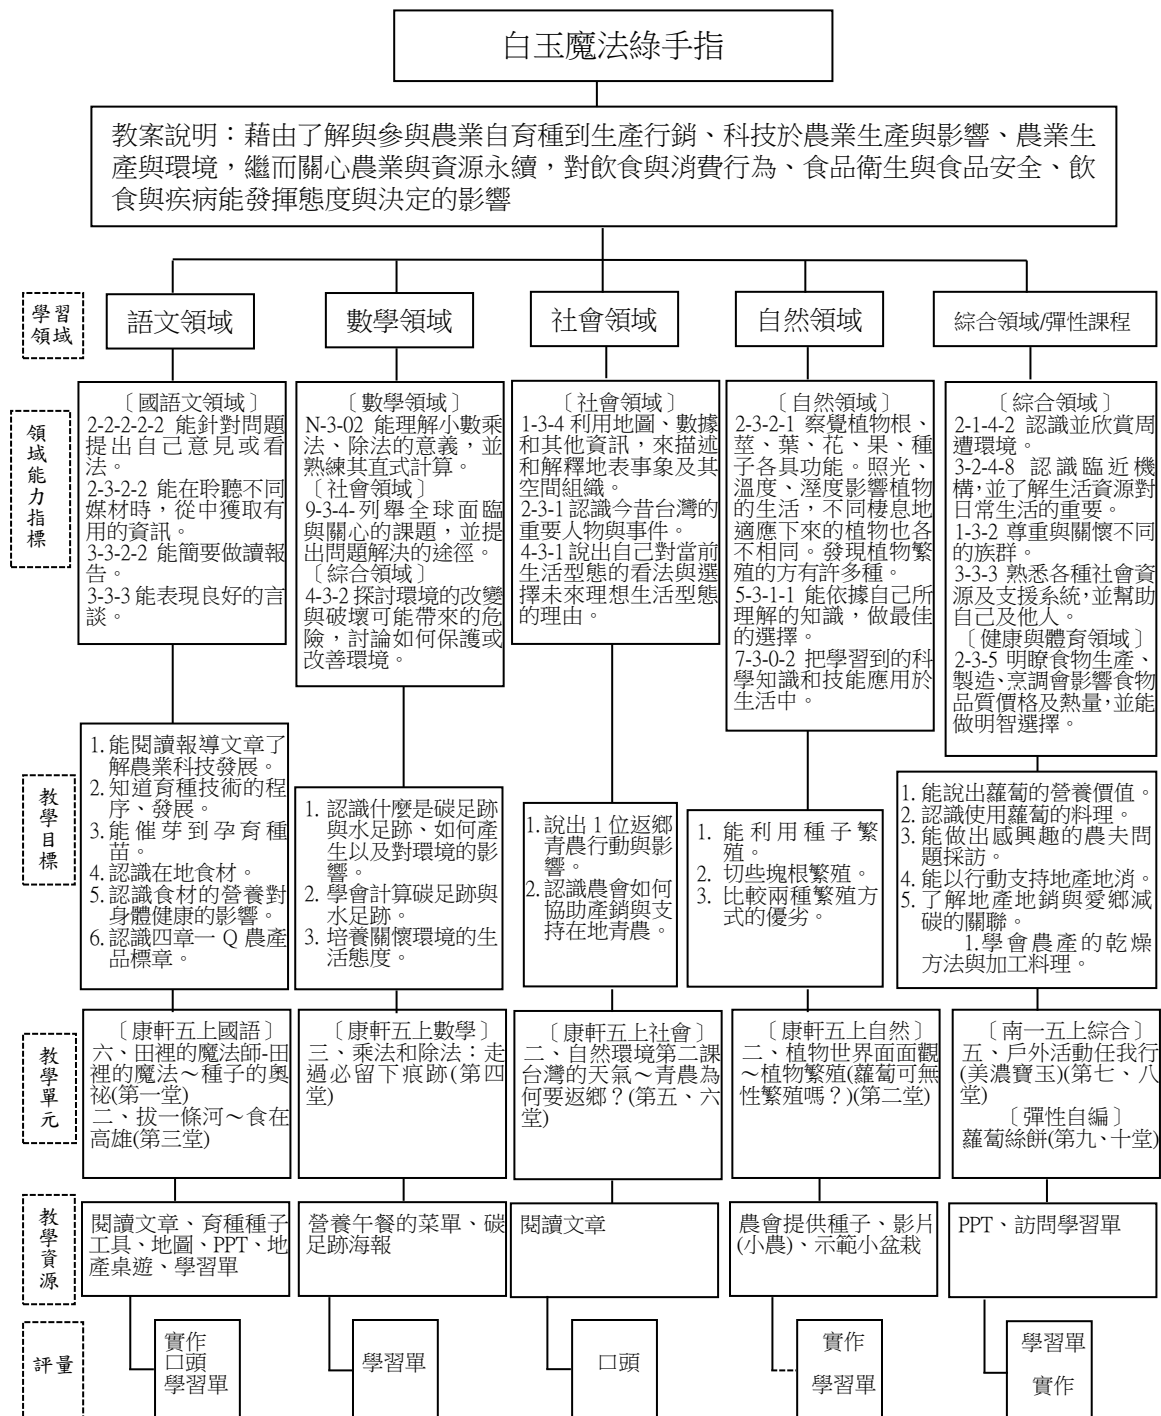 白玉魔法綠手指
教案說明：藉由了解與參與農業自育種到生產行銷、科技於農業生產與影響、農業生
產與環境，繼而關心農業與資源永續，對飲食與消費行為、食品衛生與食品安全、飲
食與疾病能發揮態度與決定的影響
學習
領域
語文領域
數學領域
社會領域
自然領域
綜合領域/彈性課程
領域能力指標
〔國語文領域〕
2-2-2-2-2 能針對問題
提出自己意見或看
法。
2-3-2-2 能在聆聽不同
媒材時，從中獲取有
用的資訊。
3-3-2-2 能簡要做讀報
告。
3-3-3 能表現良好的言
談。
〔數學領域〕
N-3-02 能理解小數乘
法、除法的意義，並
熟練其直式計算。
〔社會領域〕
9-3-4-列舉全球面臨
與關心的課題，並提
出問題解決的途徑。
〔綜合領域〕
4-3-2 探討環境的改變
與破壞可能帶來的危
險，討論如何保護或
改善環境。
〔社會領域〕
1-3-4 利用地圖、數據
和其他資訊，來描述
和解釋地表事象及其
空間組織。
2-3-1 認識今昔台灣的
重要人物與事件。
4-3-1 說出自己對當前
生活型態的看法與選
擇未來理想生活型態
的理由。
〔自然領域〕
2-3-2-1 察覺植物根、
莖、葉、花、果、種
子各具功能。照光、
溫度、溼度影響植物
的生活，不同棲息地
適應下來的植物也各
不相同。發現植物繁
殖的方有許多種。
5-3-1-1 能依據自己所
理解的知識，做最佳
的選擇。
7-3-0-2 把學習到的科
學知識和技能應用於
生活中。
〔綜合領域〕
2-1-4-2 認識並欣賞周
遭環境。
3-2-4-8 認識臨近機
構，並了解生活資源對
日常生活的重要。
1-3-2 尊重與關懷不同
的族群。
3-3-3 熟悉各種社會資
源及支援系統，並幫助
自己及他人。
〔健康與體育領域〕
2-3-5 明瞭食物生產、
製造、烹調會影響食物
品質價格及熱量，並能
做明智選擇。
教學目標
1. 能閱讀報導文章了
解農業科技發展。
2. 知道育種技術的程
序、發展。
3. 能催芽到孕育種
苗。
4. 認識在地食材。
5. 認識食材的營養對
身體健康的影響。
6. 認識四章一 Q 農產
品標章。
1. 認識什麼是碳足跡
與水足跡、如何產
生以及對環境的影
響。
2. 學會計算碳足跡與
水足跡。
3. 培養關懷環境的生
活態度。
1. 說出 1 位返鄉
青農行動與影
響。
2. 認識農會如何
協助產銷與支
持在地青農。
1. 能利用種子繁
殖。
2. 切些塊根繁殖。
3. 比較兩種繁殖方
式的優劣。
1. 能說出蘿蔔的營養價值。
2. 認識使用蘿蔔的料理。
3. 能做出感興趣的農夫問
題採訪。
4. 能以行動支持地產地消。
5. 了解地產地銷與愛鄉減
碳的關聯。
1.學會農產的乾燥
方法與加工料理。
教學單元
〔康軒五上國語〕
六、田裡的魔法師-田
裡的魔法～種子的奧
祕(第一堂)
二、拔一條河～食在
高雄(第三堂)
〔康軒五上數學〕
三、乘法和除法：走
過必留下痕跡(第四
堂)
〔康軒五上社會〕
二、自然環境第二課
台灣的天氣～青農為
何要返鄉？(第五、六
堂)
〔康軒五上自然〕
二、植物世界面面觀
～植物繁殖(蘿蔔可無
性繁殖嗎？)(第二堂)
〔南一五上綜合〕
五、戶外活動任我行
(美濃寶玉)(第七、八
堂)
〔彈性自編〕
蘿蔔絲餅(第九、十堂)
教學資源
閱讀文章、育種種子
工具、地圖、PPT、地
產桌遊、學習單
營養午餐的菜單、碳
足跡海報
閱讀文章
農會提供種子、影片
(小農)、示範小盆栽
PPT、訪問學習單
評量
實作
口頭
學習單
學習單
口頭
實作
學習單
學習單
實作